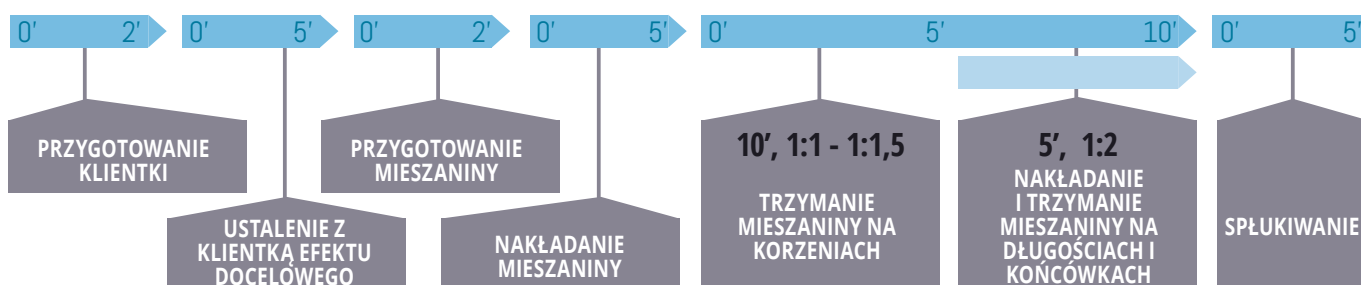 0’ 2’ 0’ 5’ 0’ 2’ 0’ 5’ 0’ 5’ 10’ 0’ 5’
PRZYGOTOWANIE
KLIENTKI
USTALENIE Z
KLIENTKĄ EFEKTU
DOCELOWEGO
PRZYGOTOWANIE
MIESZANINY
NAKŁADANIE
MIESZANINY
10’, 1:1 - 1:1,5
TRZYMANIE
MIESZANINY NA
KORZENIACH
5’, 1:2
NAKŁADANIE
I TRZYMANIE
MIESZANINY NA
DŁUGOŚCIACH I
KOŃCÓWKACH
SPŁUKIWANIE